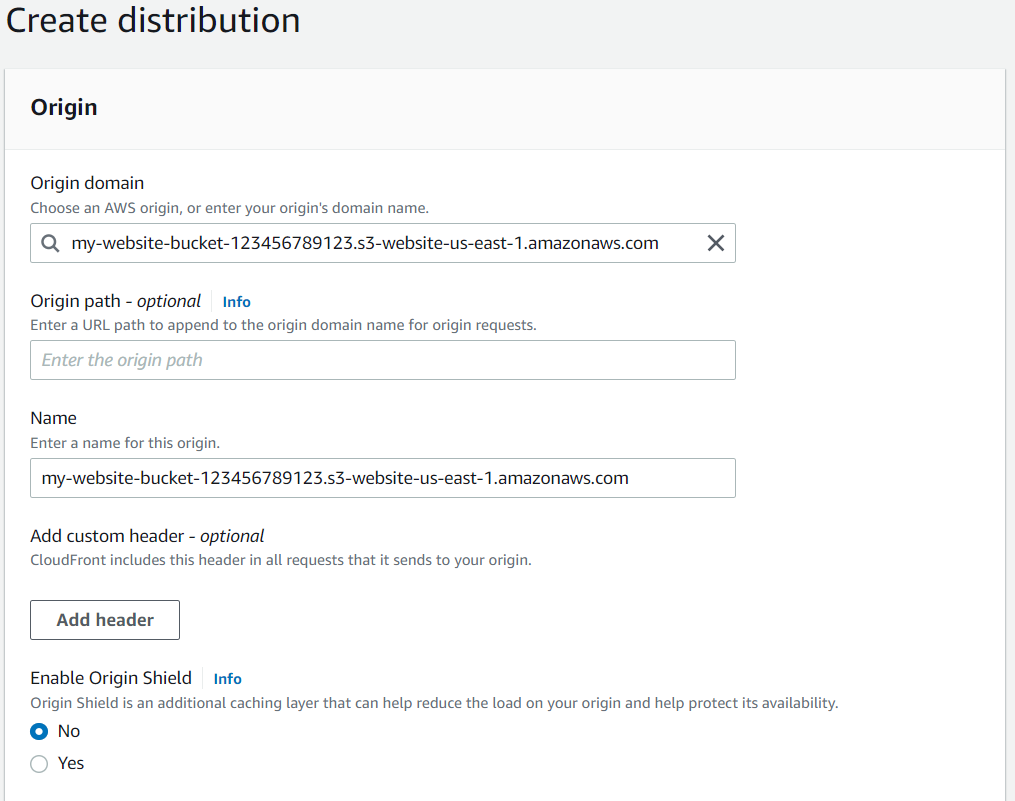 Create distribution
Origin
Origin domain
Choose an AWS origin, or enter your origin's domain name.
my-website-bucket-123456789123.s3-website-us-east-1.amazonaws.com
Origin path - optional Info
Enter a URL path to append to the origin domain name for origin requests.
Enter the origin path
Name
Enter a name for this origin.
my-website-bucket-123456789123.s3-website-us-east-1.amazonaws.com
Add custom header - optional
CloudFront includes this header in all requests that it sends to your origin.
Add header
Enable Origin Shield Info
Origin Shield is an additional caching layer that can help reduce the load on your origin and help protect its availability.
No
Yes